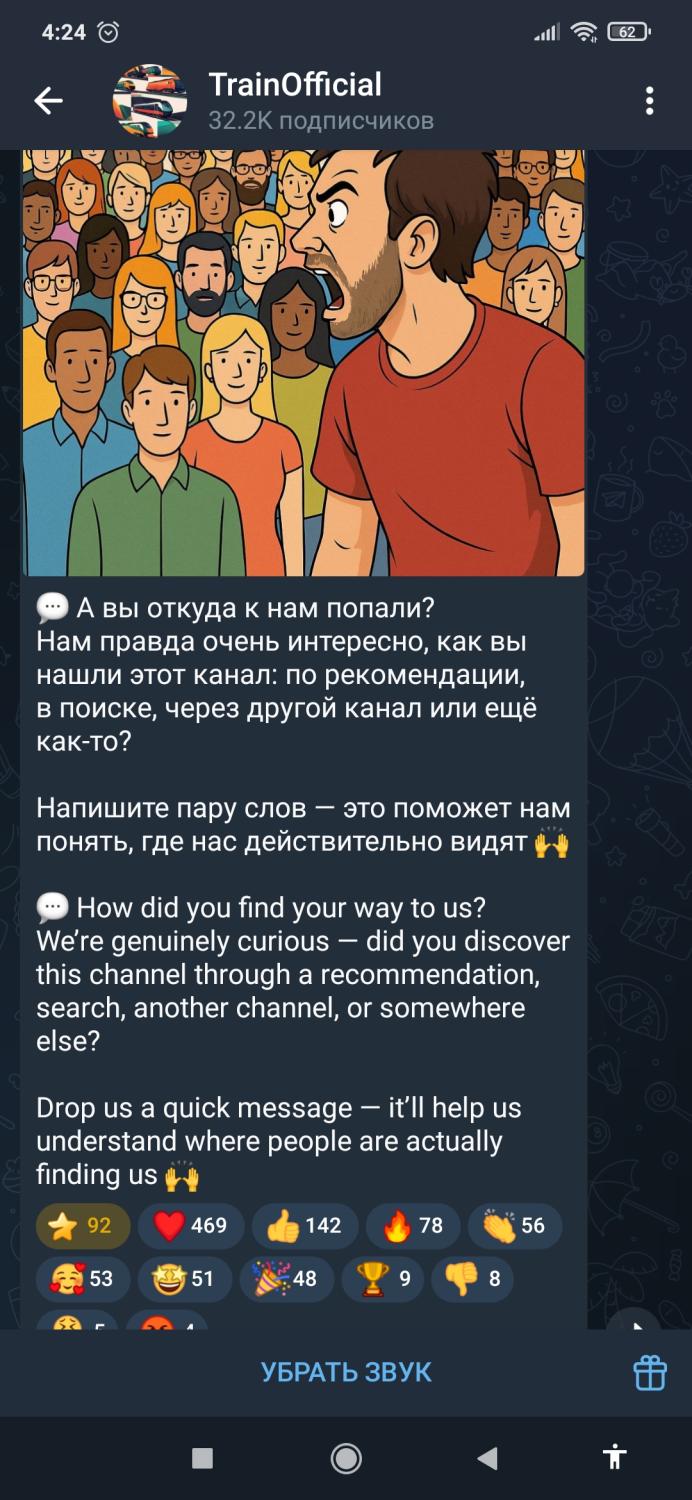 4:24
62
TrainOfficial
32.2K подписчиков
💬 А вы откуда к нам попали?
Нам правда очень интересно, как вы
нашли этот канал: по рекомендации,
в поиске, через другой канал или ещё
как-то?
Напишите пару слов — это поможет нам
понять, где нас действительно видят 🙌
💬 How did you find your way to us?
We’re genuinely curious — did you discover
this channel through a recommendation,
search, another channel, or somewhere
else?
Drop us a quick message — it’ll help us
understand where people are actually
finding us 🙌
⭐ 92 ❤️ 469 👍 142 🔥 78 👏 56
🥰 53 🤩 51 🎉 48 🏆 9 👎 8
УБРАТЬ ЗВУК